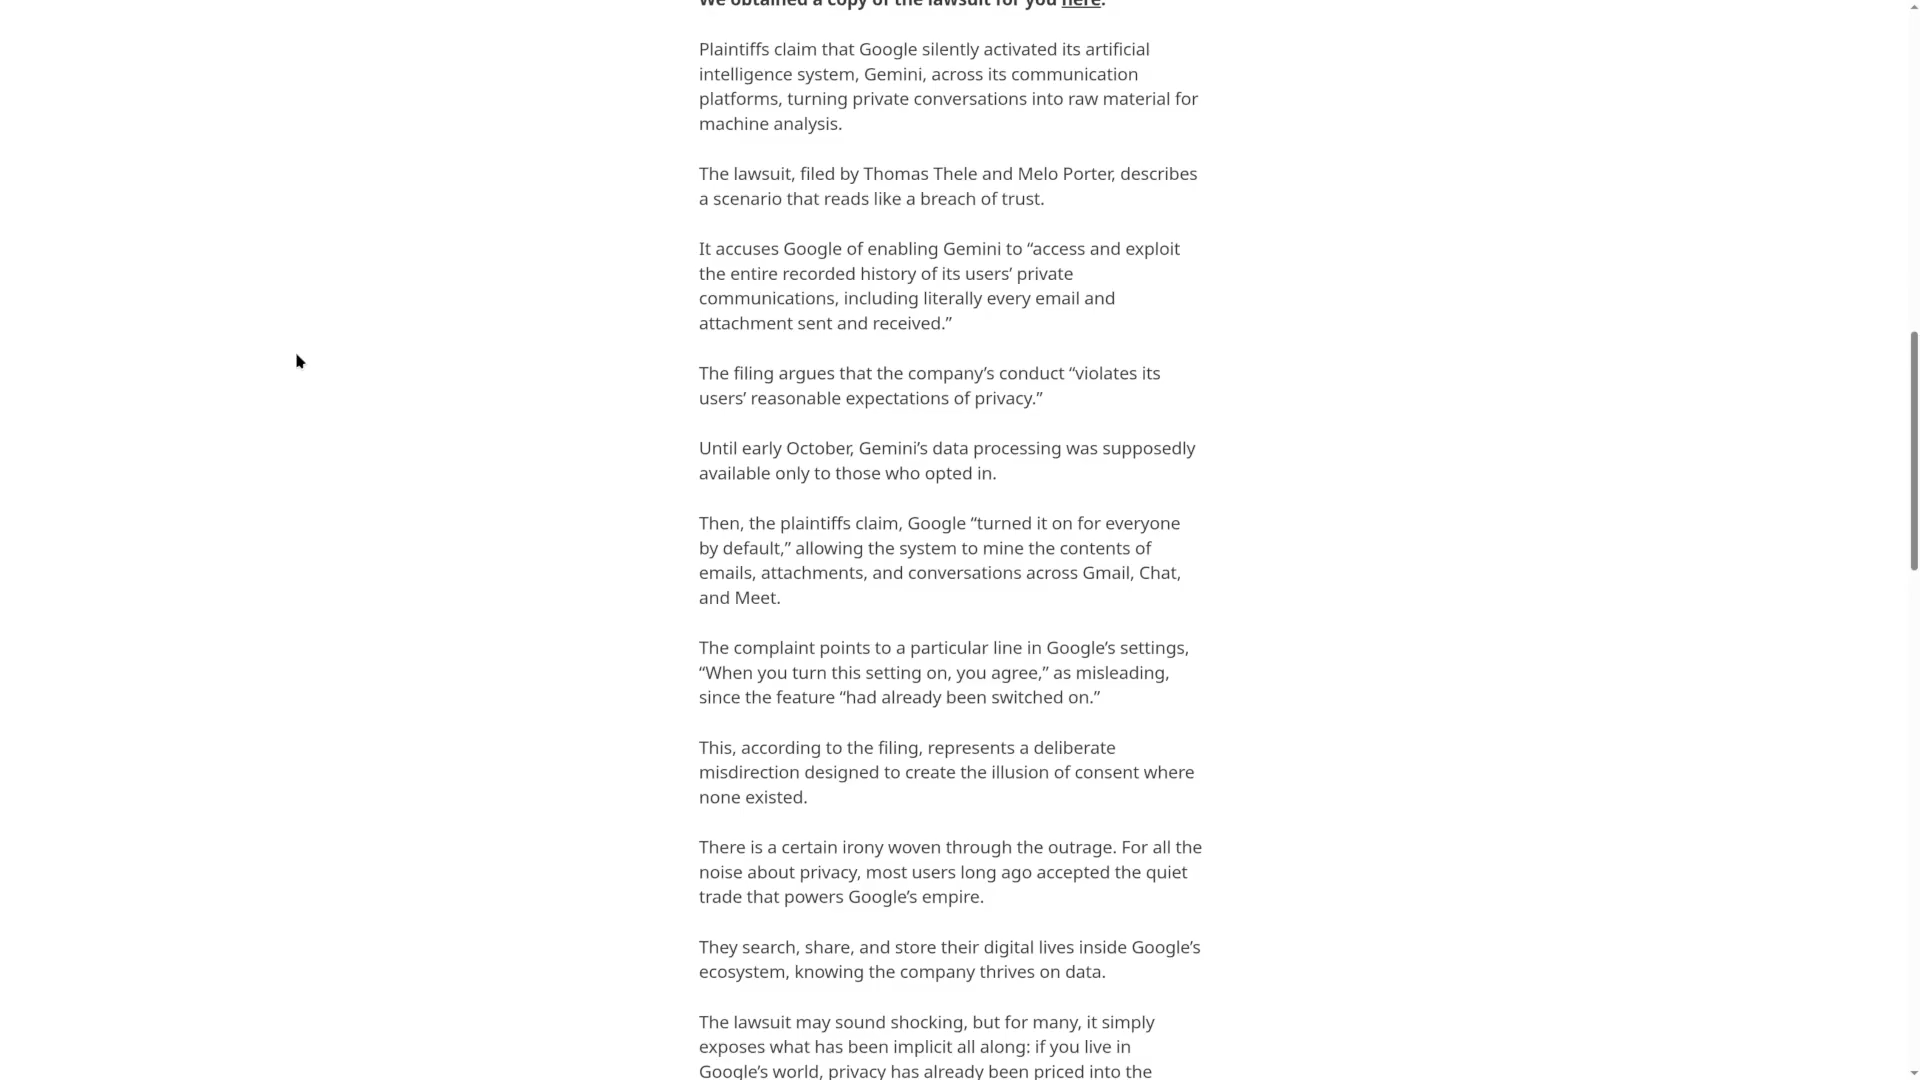 We obtained a copy of the lawsuit for you here.
Plaintiffs claim that Google silently activated its artificial
intelligence system, Gemini, across its communication
platforms, turning private conversations into raw material for
machine analysis.
The lawsuit, filed by Thomas Thele and Melo Porter, describes
a scenario that reads like a breach of trust.
It accuses Google of enabling Gemini to “access and exploit
the entire recorded history of its users’ private
communications, including literally every email and
attachment sent and received.”
The filing argues that the company’s conduct “violates its
users’ reasonable expectations of privacy.”
Until early October, Gemini’s data processing was supposedly
available only to those who opted in.
Then, the plaintiffs claim, Google “turned it on for everyone
by default,” allowing the system to mine the contents of
emails, attachments, and conversations across Gmail, Chat,
and Meet.
The complaint points to a particular line in Google’s settings,
“When you turn this setting on, you agree,” as misleading,
since the feature “had already been switched on.”
This, according to the filing, represents a deliberate
misdirection designed to create the illusion of consent where
none existed.
There is a certain irony woven through the outrage. For all the
noise about privacy, most users long ago accepted the quiet
trade that powers Google’s empire.
They search, share, and store their digital lives inside Google’s
ecosystem, knowing the company thrives on data.
The lawsuit may sound shocking, but for many, it simply
exposes what has been implicit all along: if you live in
Google’s world, privacy has already been priced into the